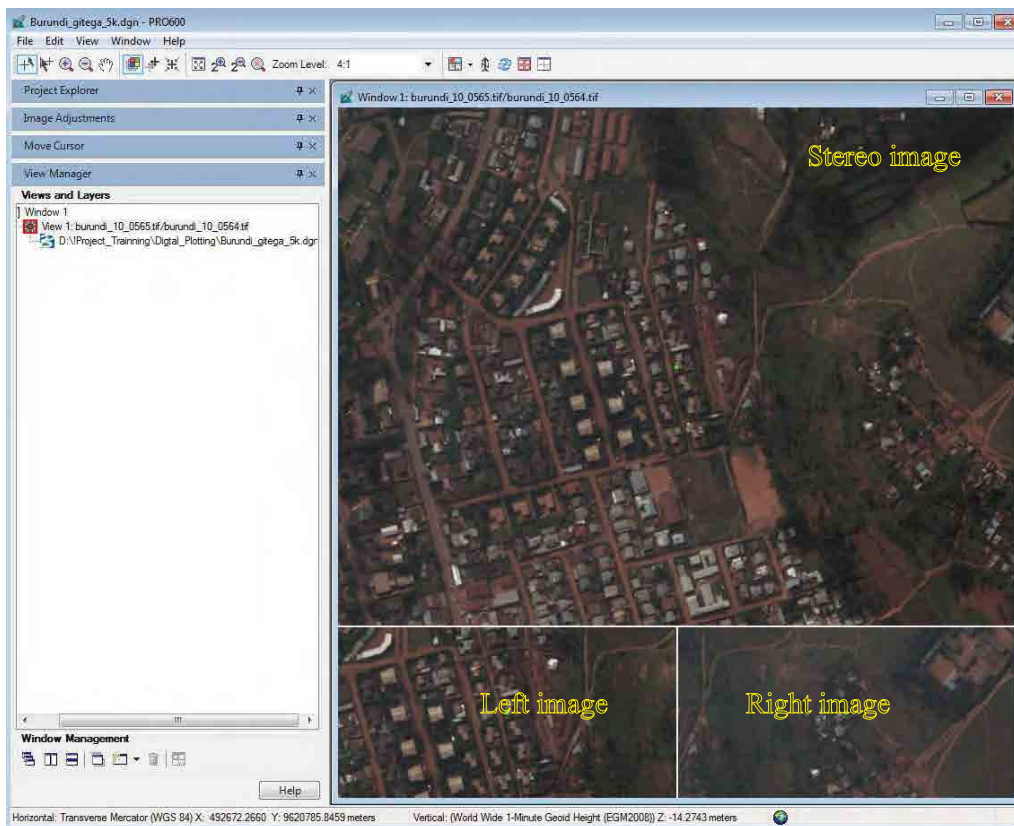 Burundi_gitega_5k.dgn - PRO600
File Edit View Window Help
Zoom Level: 4:1
Project Explorer
Image Adjustments
Move Cursor
View Manager
Views and Layers
Window 1
View 1: burundi_10_0565.tif/burundi_10_0564.tif
D:\!Project_Trainning\Digtal_Plotting\Burundi_gitega_5k.dgn
Window Management
Help
Window 1: burundi_10_0565.tif/burundi_10_0564.tif
Stereo image
Left image
Right image
Horizontal: Transverse Mercator (WGS 84) X: 492672.2660 Y: 9620785.8459 meters Vertical: (World Wide 1-Minute Geoid Height (EGM2008)) Z: -14.2743 meters